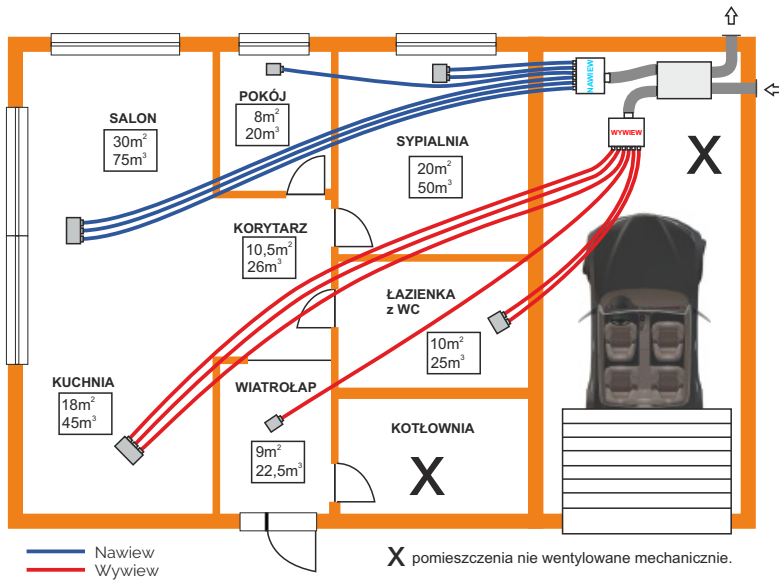 NAWIEW
WYWIEW
X
SALON
30m²
75m³
POKÓJ
8m²
20m³
SYPIALNIA
20m²
50m³
KORYTARZ
10,5m²
26m³
ŁAZIENKA
z WC
10m²
25m³
KUCHNIA
18m²
45m³
WIATROŁAP
9m²
22,5m³
KOTŁOWNIA
X
Nawiew
Wywiew
X pomieszczenia nie wentylowane mechanicznie.